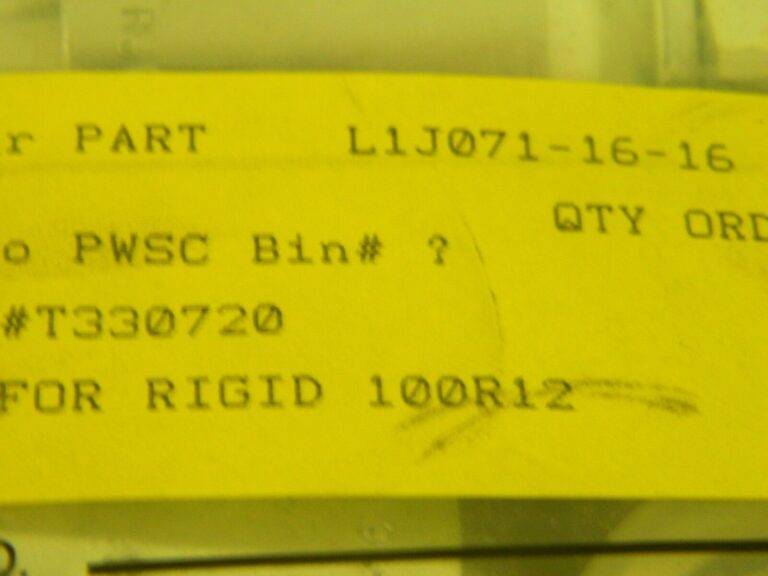 r PART L1J071-16-16
QTY ORD
o PWSC Bin# ?
#T330720
FOR RIGID 100R12
D.